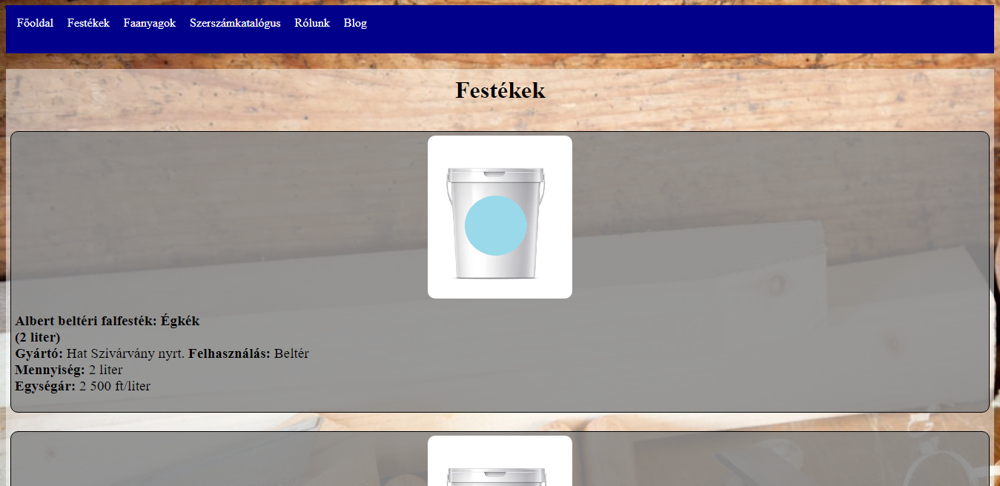 Főoldal Festékek Faanyagok Szerszámkatalógus Rólunk Blog
Festékek
Albert beltéri falfesték: Égkék
(2 liter)
Gyártó: Hat Szivárvány nyrt. Felhasználás: Beltér
Mennyiség: 2 liter
Egységár: 2 500 ft/liter